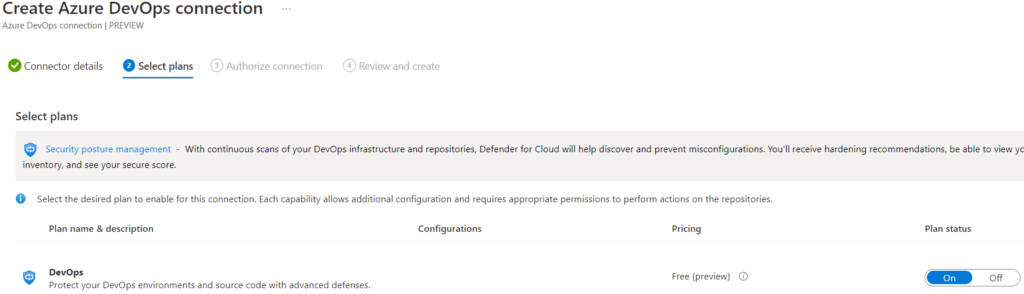 Create Azure DevOps connection ...
Azure DevOps connection | PREVIEW
Connector details 2 Select plans 3 Authorize connection 4 Review and create
Select plans
Security posture management - With continuous scans of your DevOps infrastructure and repositories, Defender for Cloud will help discover and prevent misconfigurations. You'll receive hardening recommendations, be able to view
inventory, and see your secure score.
Select the desired plan to enable for this connection. Each capability allows additional configuration and requires appropriate permissions to perform actions on the repositories.
Plan name & description Configurations Pricing Plan status
DevOps
Protect your DevOps environments and source code with advanced defenses.
Free (preview)
On Off